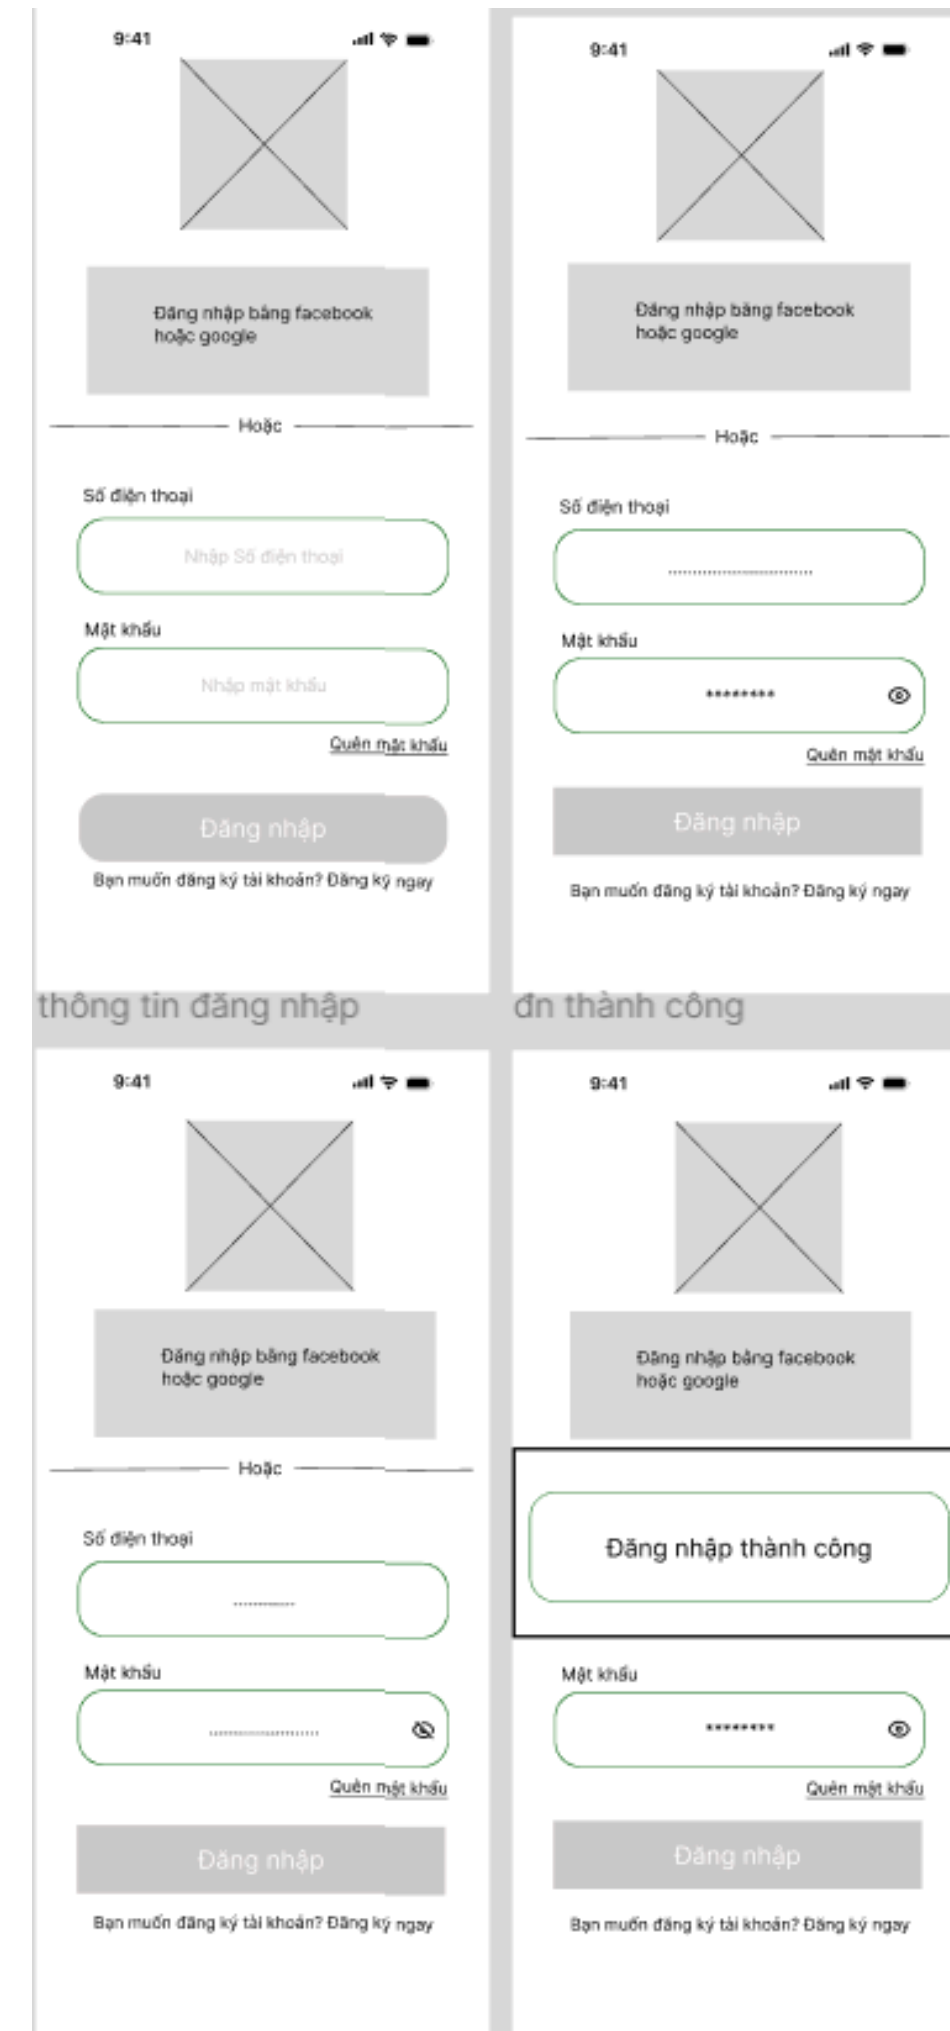 9:41
Đăng nhập bằng facebook
hoặc google
Hoặc
Số điện thoại
Nhập Số điện thoại
Mật khẩu
Nhập mật khẩu
Quên mật khẩu
Đăng nhập
Bạn muốn đăng ký tài khoản? Đăng ký ngay
9:41
Đăng nhập bằng facebook
hoặc google
Hoặc
Số điện thoại
Mật khẩu
********
Quên mật khẩu
Đăng nhập
Bạn muốn đăng ký tài khoản? Đăng ký ngay
thông tin đăng nhập
9:41
Đăng nhập bằng facebook
hoặc google
Hoặc
Số điện thoại
Mật khẩu
Quên mật khẩu
Đăng nhập
Bạn muốn đăng ký tài khoản? Đăng ký ngay
đn thành công
9:41
Đăng nhập bằng facebook
hoặc google
Đăng nhập thành công
Mật khẩu
********
Quên mật khẩu
Đăng nhập
Bạn muốn đăng ký tài khoản? Đăng ký ngay